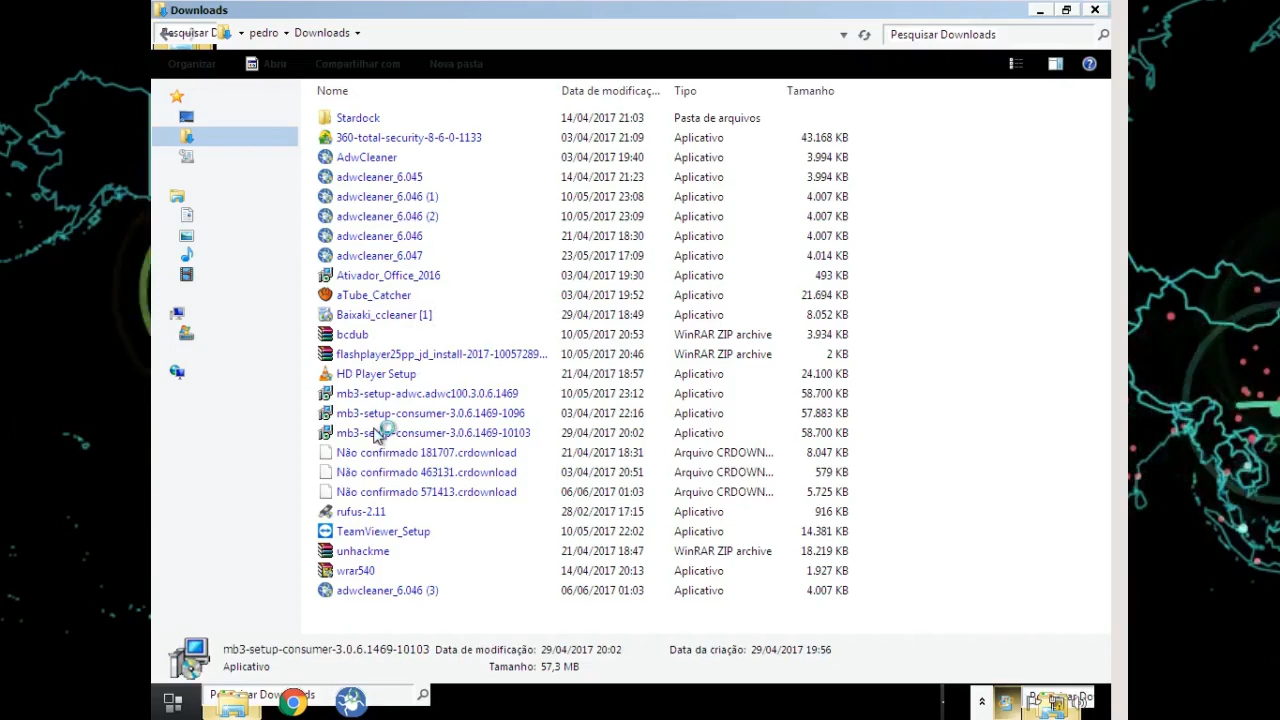 Downloads
pedro Downloads Pesquisar Downloads
Organizar Abrir Compartilhar com Nova pasta
Nome Data de modificaç... Tipo Tamanho
Stardock 14/04/2017 21:03 Pasta de arquivos
360-total-security-8-6-0-1133 03/04/2017 21:09 Aplicativo 43.168 KB
AdwCleaner 03/04/2017 19:40 Aplicativo 3.994 KB
adwcleaner_6.045 14/04/2017 21:23 Aplicativo 3.994 KB
adwcleaner_6.046 (1) 10/05/2017 23:08 Aplicativo 4.007 KB
adwcleaner_6.046 (2) 10/05/2017 23:09 Aplicativo 4.007 KB
adwcleaner_6.046 21/04/2017 18:30 Aplicativo 4.007 KB
adwcleaner_6.047 23/05/2017 17:09 Aplicativo 4.014 KB
Ativador_Office_2016 03/04/2017 19:30 Aplicativo 493 KB
aTube_Catcher 03/04/2017 19:52 Aplicativo 21.694 KB
Baixaki_ccleaner [1] 29/04/2017 18:49 Aplicativo 8.052 KB
bcdub 10/05/2017 20:53 WinRAR ZIP archive 3.934 KB
flashplayer25pp_jd_install-2017-10057289... 10/05/2017 20:46 WinRAR ZIP archive 2 KB
HD Player Setup 21/04/2017 18:57 Aplicativo 24.100 KB
mb3-setup-adwc.adwc100.3.0.6.1469 10/05/2017 23:12 Aplicativo 58.700 KB
mb3-setup-consumer-3.0.6.1469-1096 03/04/2017 22:16 Aplicativo 57.883 KB
mb3-setup-consumer-3.0.6.1469-10103 29/04/2017 20:02 Aplicativo 58.700 KB
Não confirmado 181707.crdownload 21/04/2017 18:31 Arquivo CRDOWN... 8.047 KB
Não confirmado 463131.crdownload 03/04/2017 20:51 Arquivo CRDOWN... 579 KB
Não confirmado 571413.crdownload 06/06/2017 01:03 Arquivo CRDOWN... 5.725 KB
rufus-2.11 28/02/2017 17:15 Aplicativo 916 KB
TeamViewer_Setup 10/05/2017 22:02 Aplicativo 14.381 KB
unhackme 21/04/2017 18:47 WinRAR ZIP archive 18.219 KB
wrar540 14/04/2017 20:13 Aplicativo 1.927 KB
adwcleaner_6.046 (3) 06/06/2017 01:03 Aplicativo 4.007 KB
mb3-setup-consumer-3.0.6.1469-10103 Data de modificação: 29/04/2017 20:02 Data da criação: 29/04/2017 19:56
Aplicativo Tamanho: 57,3 MB